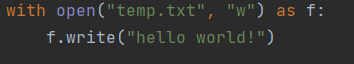 with open("temp.txt", "w") as f:
    f.write("hello world!")